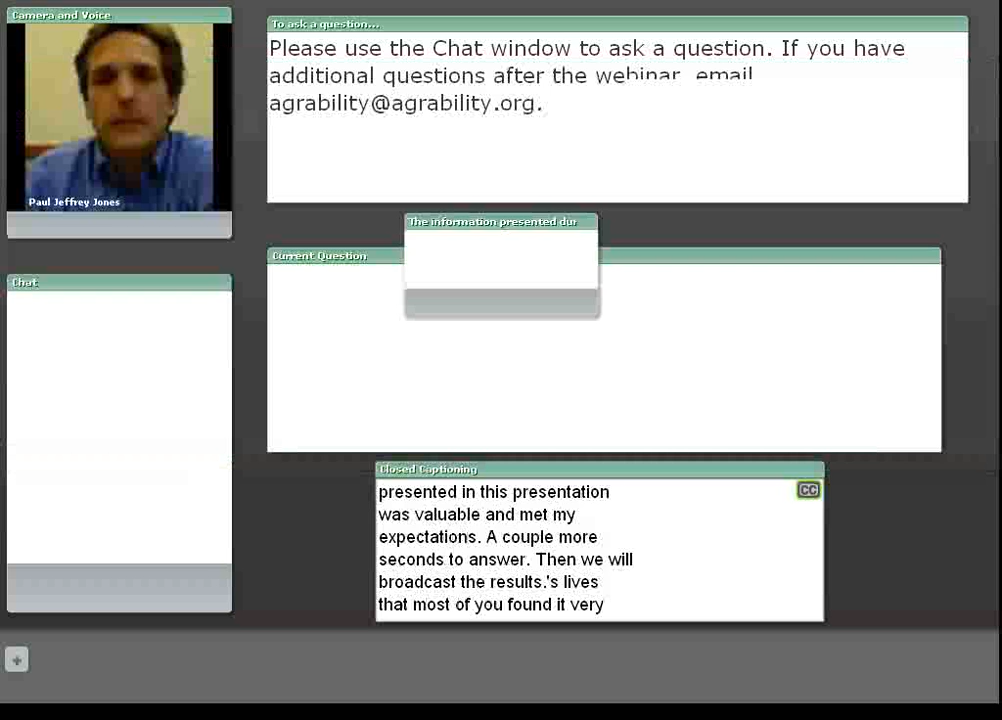 Camera and Voice
Paul Jeffrey Jones
To ask a question...
Please use the Chat window to ask a question. If you have
additional questions after the webinar, email
agrability@agrability.org.
The information presented dur
Current Question
Chat
Closed Captioning
CC
presented in this presentation
was valuable and met my
expectations. A couple more
seconds to answer. Then we will
broadcast the results.'s lives
that most of you found it very